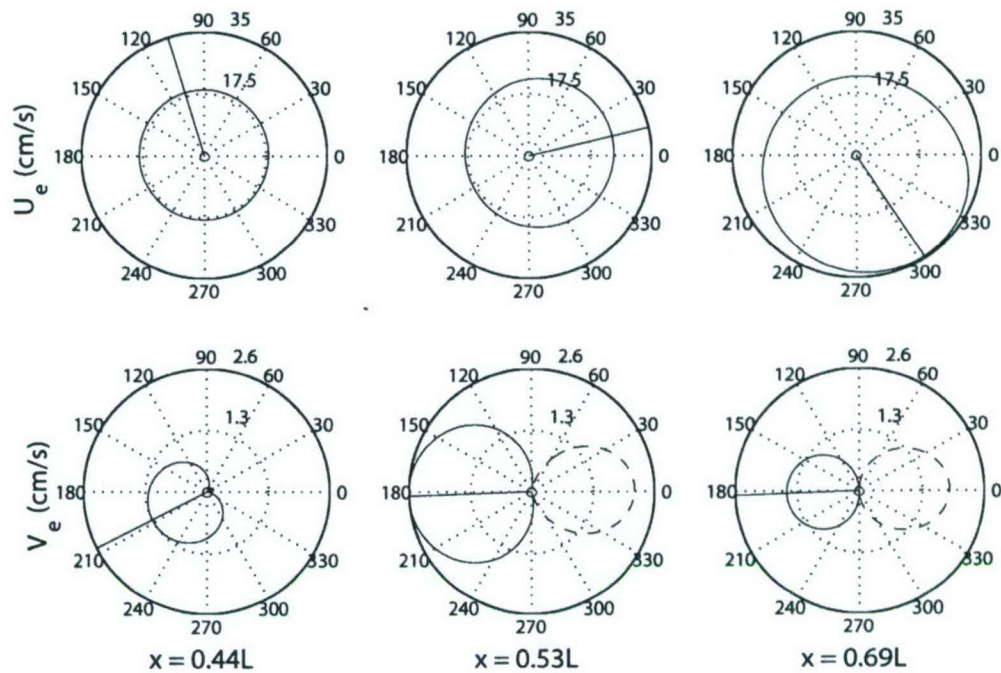 90 35 90 35 90 35
120 60 120 60 120 60
150 17.5 30 150 17.5 30 150 17.5 30
U e (cm/s) 180 0 180 0 180 0
210 330 210 330 210 330
240 300 240 300 240 300
270 270 270
90 2.6 90 2.6 90 2.6
120 60 120 60 120 60
150 1.3 30 150 1.3 30 150 1.3 30
V e (cm/s) 180 0 180 0 180 0
210 330 210 330 210 330
240 300 240 300 240 300
270 270 270
x = 0.44L x = 0.53L x = 0.69L